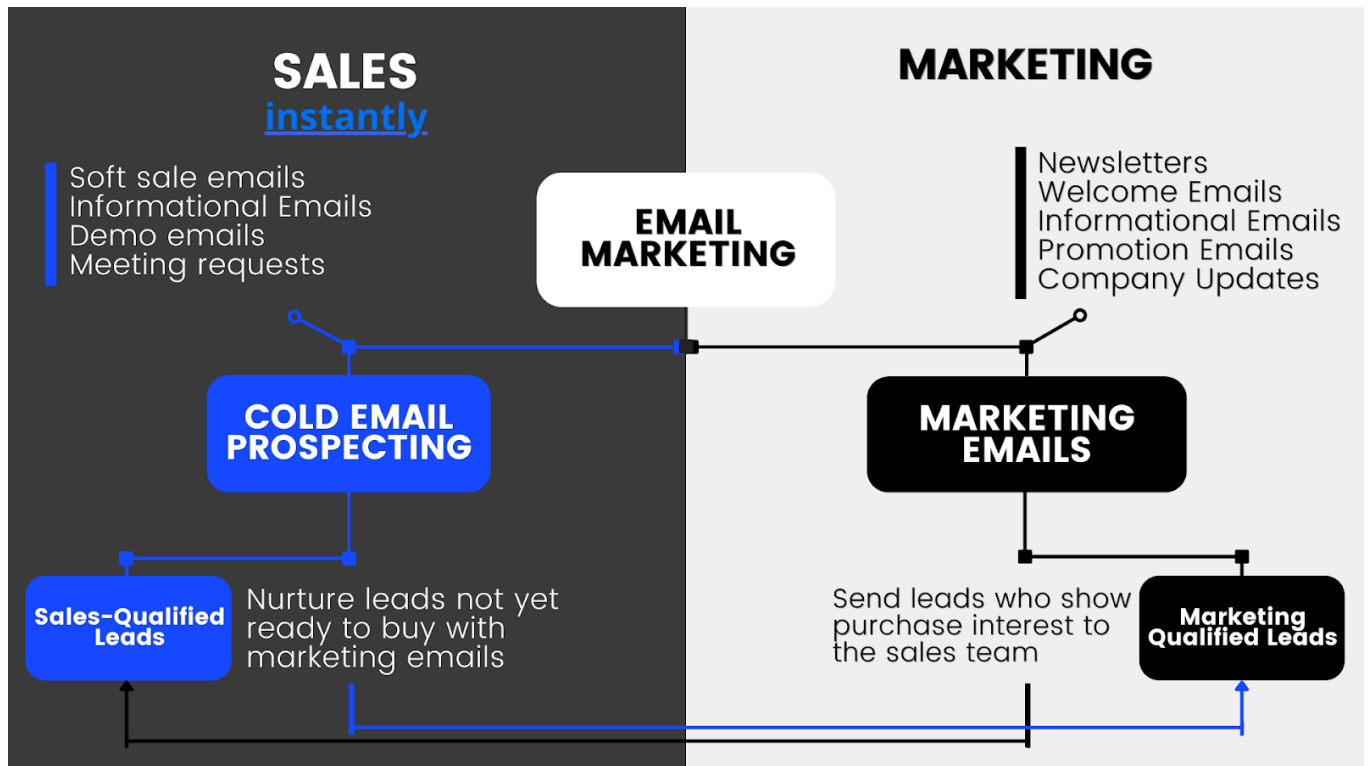 SALES
instantly
Soft sale emails
Informational Emails
Demo emails
Meeting requests
MARKETING
Newsletters
Welcome Emails
Informational Emails
Promotion Emails
Company Updates
EMAIL
MARKETING
COLD EMAIL
PROSPECTING
MARKETING
EMAILS
Sales-Qualified
Leads
Nurture leads not yet
ready to buy with
marketing emails
Send leads who show
purchase interest to
the sales team
Marketing
Qualified Leads